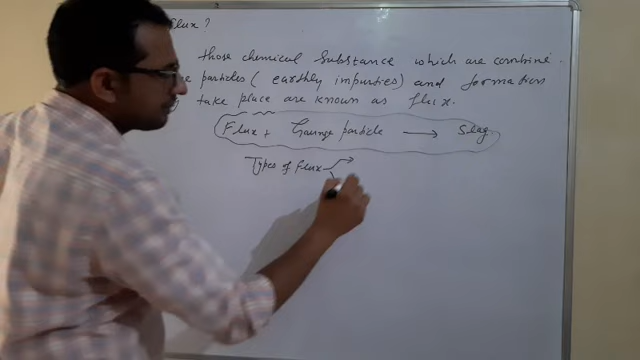 Flux?
those chemical substance which are combine
particles (earthly impurties) and formation
take place are known as flux.
Flux + Gaunge particle → Slag
Types of flux